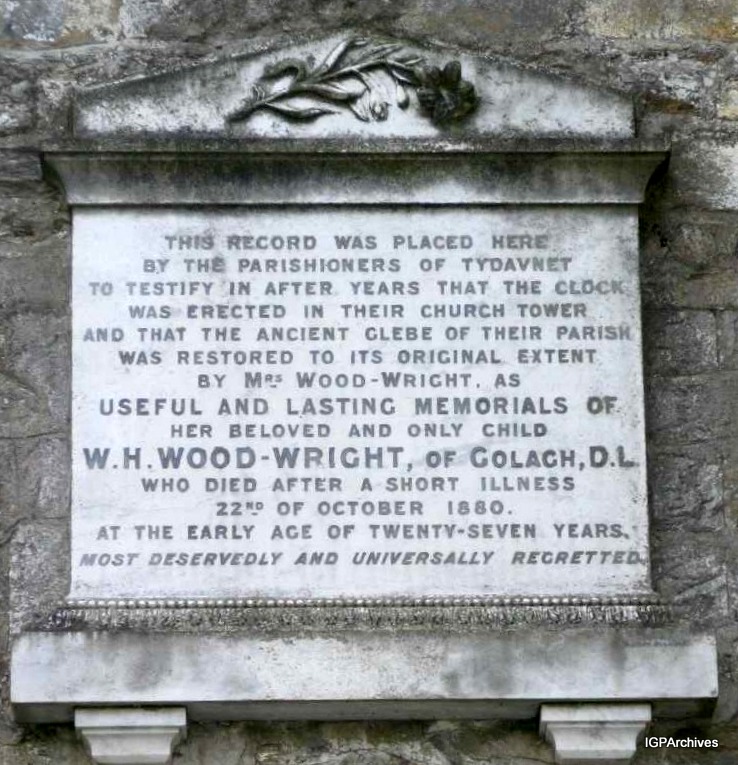 THIS RECORD WAS PLACED HERE
BY THE PARISHIONERS OF TYDAVNET
TO TESTIFY IN AFTER YEARS THAT THE CLOCK
WAS ERECTED IN THEIR CHURCH TOWER
AND THAT THE ANCIENT GLEBE OF THEIR PARISH
WAS RESTORED TO ITS ORIGINAL EXTENT
BY MRS WOOD-WRIGHT, AS
USEFUL AND LASTING MEMORIALS OF
HER BELOVED AND ONLY CHILD
W.H. WOOD-WRIGHT, OF GOLAGH, D.L.
WHO DIED AFTER A SHORT ILLNESS
22ND OF OCTOBER 1880.
AT THE EARLY AGE OF TWENTY-SEVEN YEARS,
MOST DESERVEDLY AND UNIVERSALLY REGRETTED.
IGPArchives